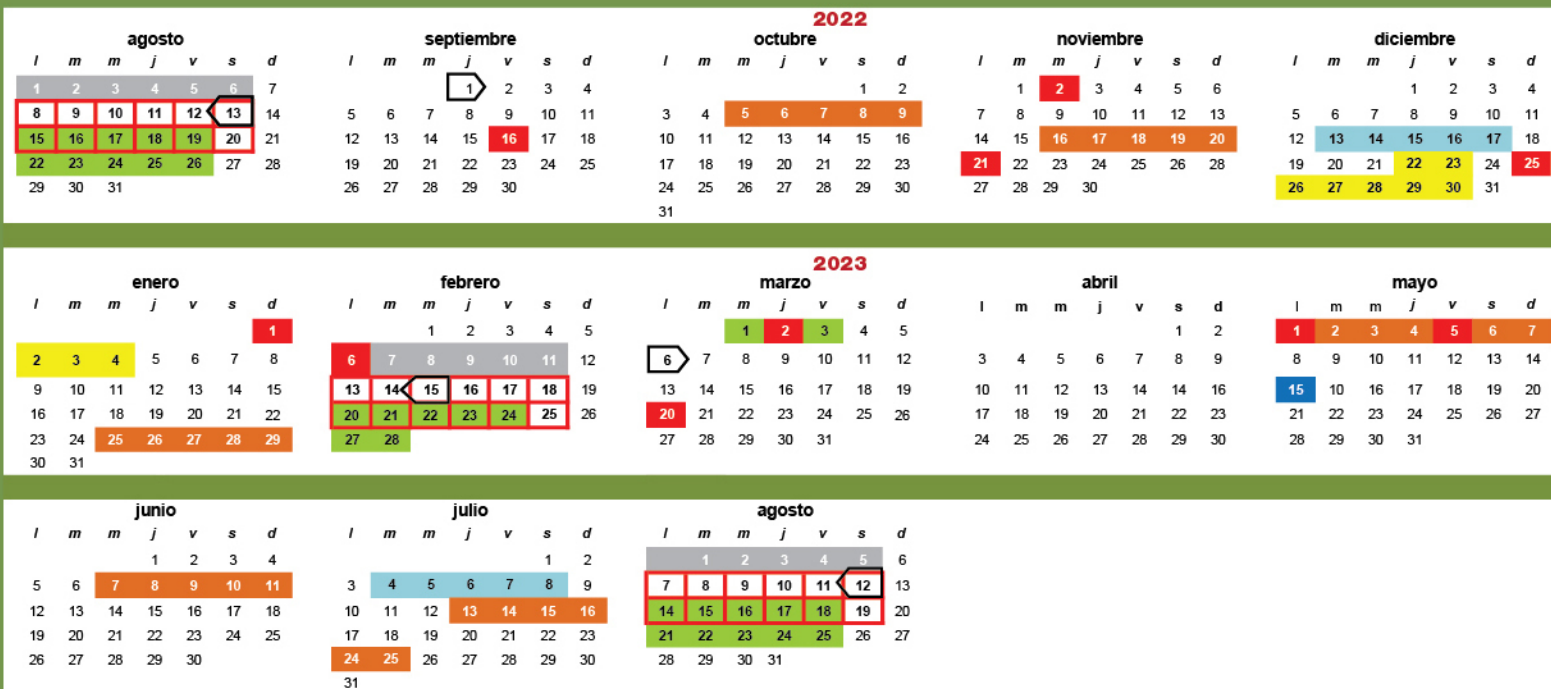 2022
agosto
l m m j v s d
1 2 3 4 5 6 7
8 9 10 11 12 13 14
15 16 17 18 19 20 21
22 23 24 25 26 27 28
29 30 31
septiembre
l m m j v s d
1 2 3 4
5 6 7 8 9 10 11
12 13 14 15 16 17 18
19 20 21 22 23 24 25
26 27 28 29 30
octubre
l m m j v s d
1 2
3 4 5 6 7 8 9
10 11 12 13 14 15 16
17 18 19 20 21 22 23
24 25 26 27 28 29 30
31
noviembre
l m m j v s d
1 2 3 4 5 6
7 8 9 10 11 12 13
14 15 16 17 18 19 20
21 22 23 24 25 26 28
27 28 29 30
diciembre
l m m j v s d
1 2 3 4
5 6 7 8 9 10 11
12 13 14 15 16 17 18
19 20 21 22 23 24 25
26 27 28 29 30 31
2023
enero
l m m j v s d
1
2 3 4 5 6 7 8
9 10 11 12 13 14 15
16 17 18 19 20 21 22
23 24 25 26 27 28 29
30 31
febrero
l m m j v s d
1 2 3 4 5
6 7 8 9 10 11 12
13 14 15 16 17 18 19
20 21 22 23 24 25 26
27 28
marzo
l m m j v s d
1 2 3 4 5
6 7 8 9 10 11 12
13 14 15 16 17 18 19
20 21 22 23 24 25 26
27 28 29 30 31
abril
l m m j v s d
1 2
3 4 5 6 7 8 9
10 11 12 13 14 14 16
17 18 19 20 21 22 23
24 25 26 27 28 29 30
mayo
l m m j v s d
1 2 3 4 5 6 7
8 9 10 11 12 13 14
15 10 16 17 18 19 20
21 22 23 24 25 26 27
28 29 30 31
junio
l m m j v s d
1 2 3 4
5 6 7 8 9 10 11
12 13 14 15 16 17 18
19 20 21 22 23 24 25
26 27 28 29 30
julio
l m m j v s d
1 2
3 4 5 6 7 8 9
10 11 12 13 14 15 16
17 18 19 20 21 22 23
24 25 26 27 28 29 30
31
agosto
l m m j v s d
1 2 3 4 5 6
7 8 9 10 11 12 13
14 15 16 17 18 19 20
21 22 23 24 25 26 27
28 29 30 31